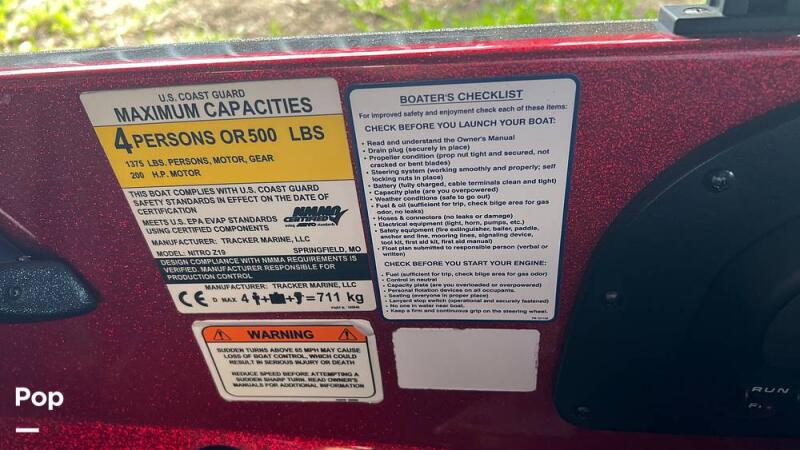 U.S. COAST GUARD
MAXIMUM CAPACITIES
4 PERSONS OR 500 LBS
1375 LBS. PERSONS, MOTOR, GEAR
200 H.P. MOTOR
THIS BOAT COMPLIES WITH U.S. COAST GUARD
SAFETY STANDARDS IN EFFECT ON THE DATE OF
CERTIFICATION
MEETS U.S. EPA EVAP STANDARDS
USING CERTIFIED COMPONENTS
NMMA
CERTIFIED
using ABYC standards
MANUFACTURER: TRACKER MARINE, LLC
SPRINGFIELD, MO
MODEL: NITRO Z19
DESIGN COMPLIANCE WITH NMMA REQUIREMENTS IS
VERIFIED. MANUFACTURER RESPONSIBLE FOR
PRODUCTION CONTROL
MANUFACTURER: TRACKER MARINE, LLC
CE D MAX 4 + + =711 kg
WARNING
SUDDEN TURNS ABOVE 65 MPH MAY CAUSE
LOSS OF BOAT CONTROL, WHICH COULD
RESULT IN SERIOUS INJURY OR DEATH
REDUCE SPEED BEFORE ATTEMPTING A
SUDDEN SHARP TURN. READ OWNER'S
MANUALS FOR ADDITIONAL INFORMATION
BOATER'S CHECKLIST
For improved safety and enjoyment check each of these items:
CHECK BEFORE YOU LAUNCH YOUR BOAT:
• Read and understand the Owner's Manual
• Drain plug (securely in place)
• Propeller condition (prop nut tight and secured, not
cracked or bent blades)
• Steering system (working smoothly and properly; self
locking nuts in place)
• Battery (fully charged, cable terminals clean and tight)
• Capacity plate (are you overpowered)
• Weather conditions (safe to go out)
• Fuel & oil (sufficient for trip, check bilge area for gas
odor, no leaks)
• Hoses & connectors (no leaks or damage)
• Electrical equipment (light, horn, pumps, etc.)
• Safety equipment (fire extinguisher, bailer, paddle,
anchor and line, mooring lines, signaling device,
tool kit, first aid kit, first aid manual)
• Float plan submitted to responsible person (verbal or
written)
CHECK BEFORE YOU START YOUR ENGINE:
• Fuel (sufficient for trip, check bilge area for gas odor)
• Control in neutral
• Capacity plate (are you overloaded or overpowered)
• Personal flotation devices on all occupants.
• Seating (everyone in proper place)
• Lanyard stop switch (operational and securely fastened)
• No one in water near boat.
• Keep a firm and continuous grip on the steering wheel.
RUN
Pop